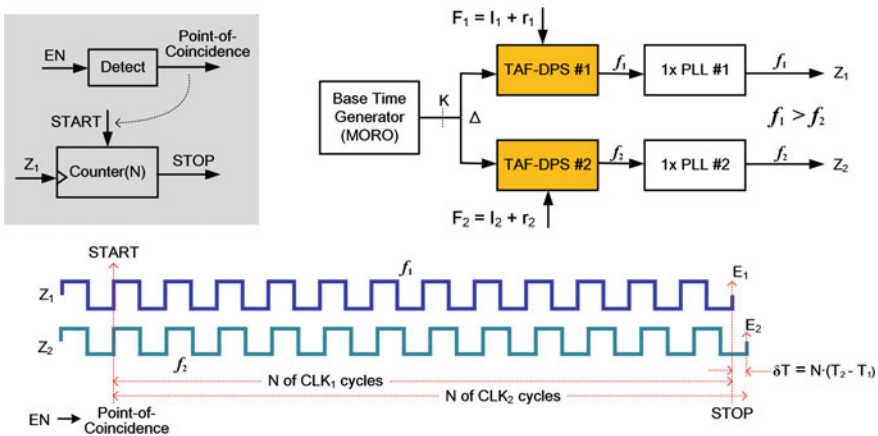 EN
Detect
Point-of-
Coincidence
START
Z₁
Counter(N)
STOP
Base Time
Generator
(MORO)
K
Δ
F₁ = I₁ + r₁
TAF-DPS #1
f₁
1x PLL #1
f₁
Z₁
f₁ > f₂
TAF-DPS #2
f₂
1x PLL #2
f₂
Z₂
F₂ = I₂ + r₂
START
f₁
E₁
Z₁
E₂
Z₂
f₂
δT = N·(T₂ - T₁)
N of CLK₁ cycles
N of CLK₂ cycles
EN
Point-of-
Coincidence
STOP